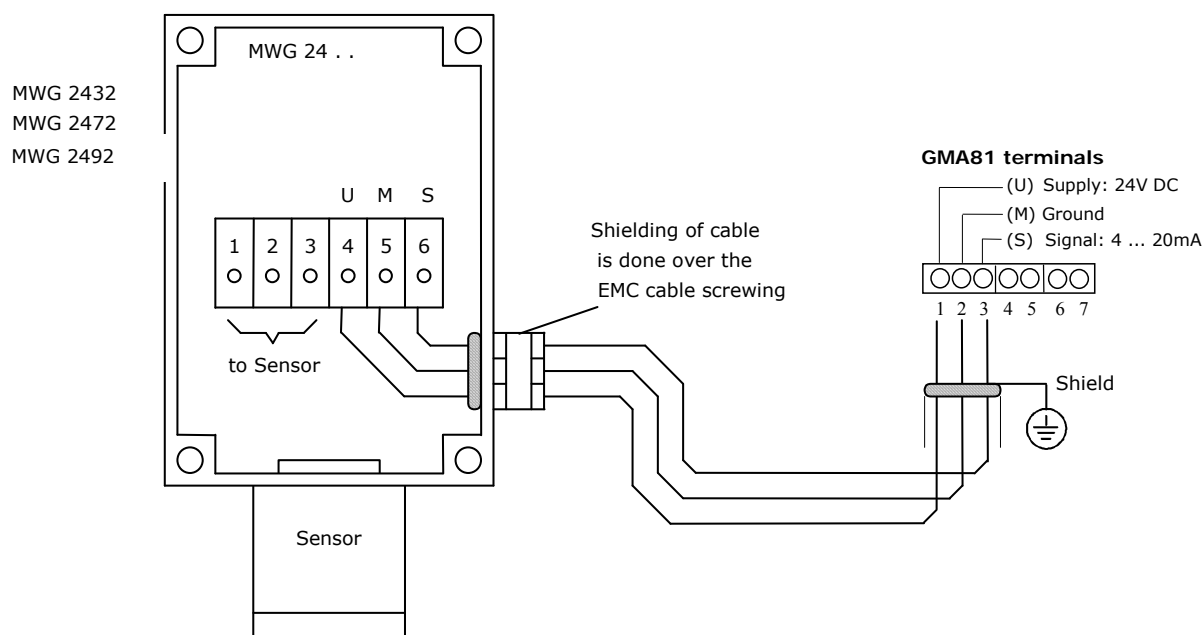 MWG 24 . .
MWG 2432
MWG 2472
MWG 2492
U M S
1 2 3 4 5 6
to Sensor
Sensor
Shielding of cable
is done over the
EMC cable screwing
GMA81 terminals
(U) Supply: 24V DC
(M) Ground
(S) Signal: 4 ... 20mA
1 2 3 4 5 6 7
Shield